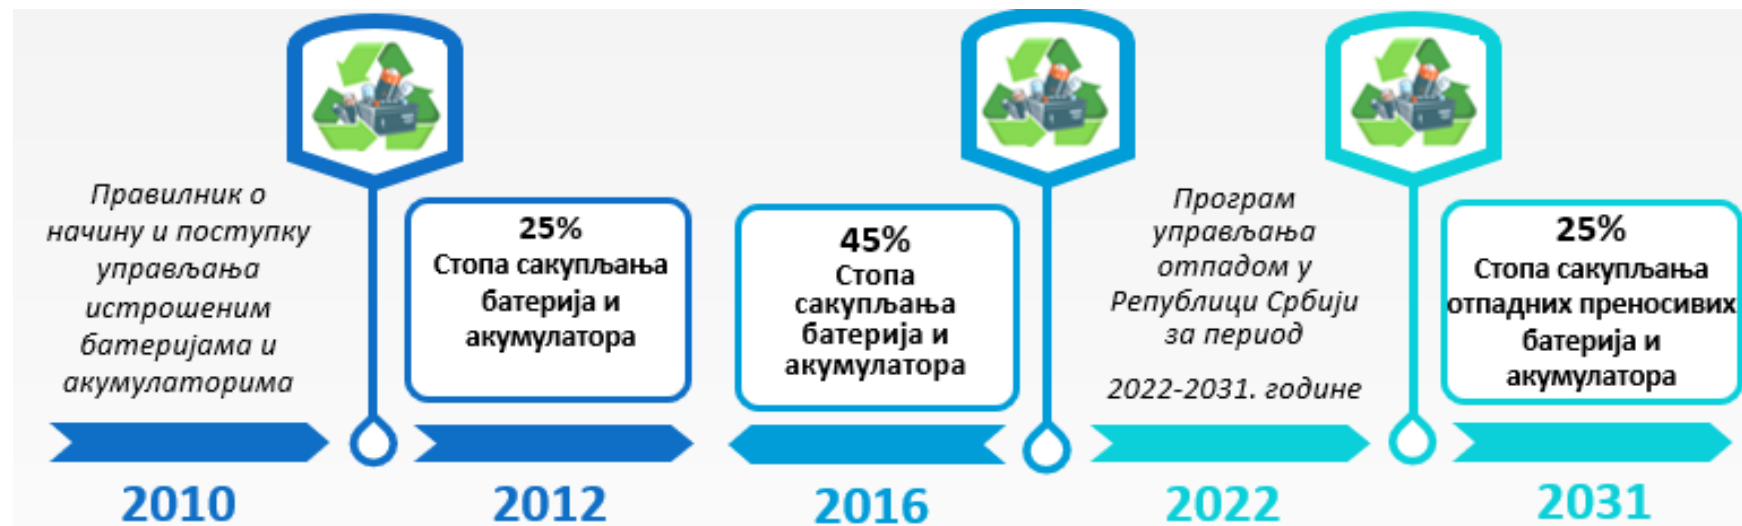 Правилник о
начину и поступку
управљања
истрошеним
батеријама и
акумулаторима
2010
25%
Стопа сакупљања
батерија и
акумулатора
2012
45%
Стопа
сакупљања
батерија и
акумулатора
2016
Програм
управљања
отпадом у
Републици Србији
за период
2022-2031. године
2022
25%
Стопа сакупљања
отпадних преносивих
батерија и
акумулатора
2031